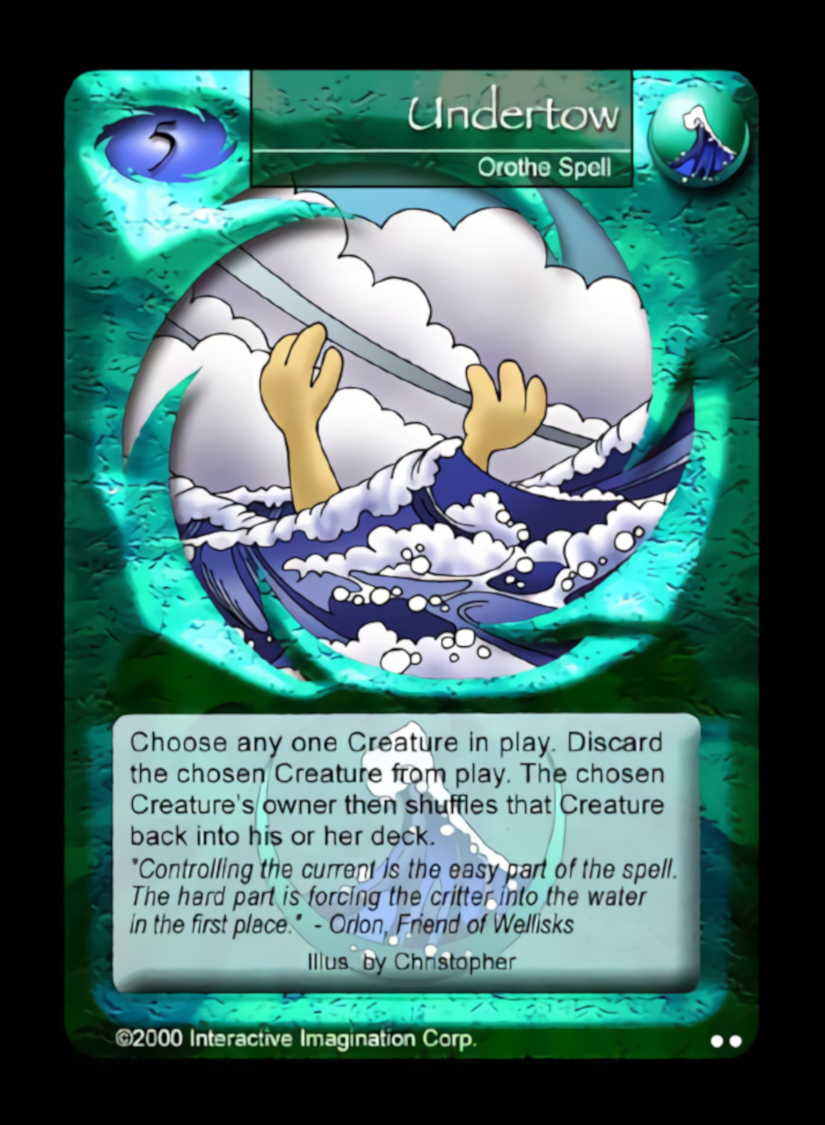 5
Undertow
Orothe Spell
Choose any one Creature in play. Discard
the chosen Creature from play. The chosen
Creature's owner then shuffles that Creature
back into his or her deck.
"Controlling the current is the easy part of the spell.
The hard part is forcing the critter into the water
in the first place." - Orlon, Friend of Wellisks
Illus. by Christopher
©2000 Interactive Imagination Corp.